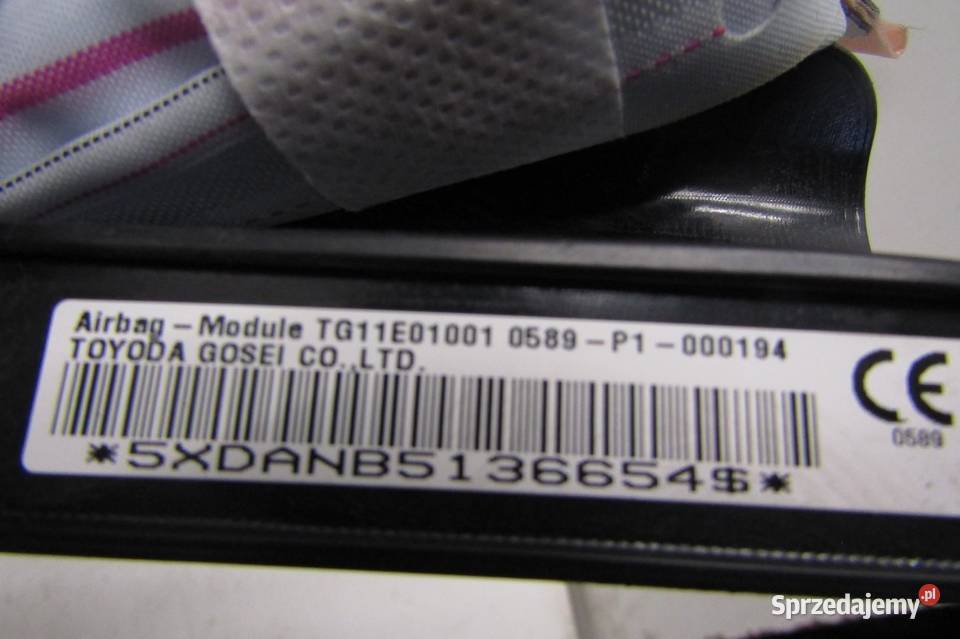 Airbag - Module TG11E01001 0589 - P1 - 000194
TOYODA GOSEI CO.,LTD.
*5XDANB5136654$*
CE
0589
Sprzedajemy.pl